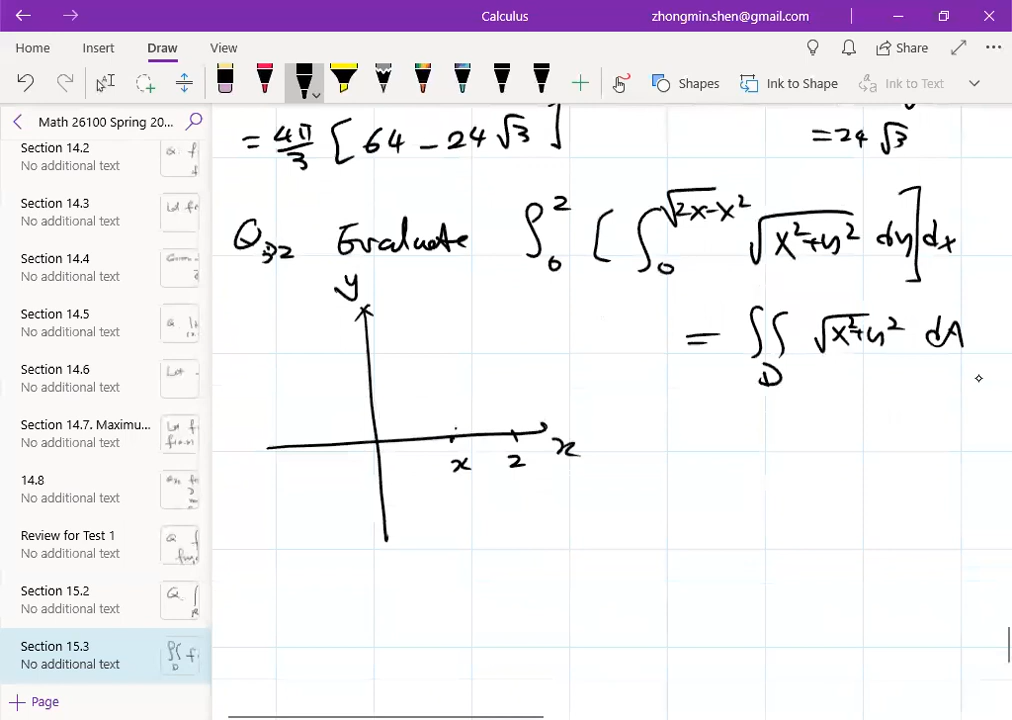 Calculus
zhongmin.shen@gmail.com
Home Insert Draw View
Share
Shapes
Ink to Shape
Ink to Text
Math 26100 Spring 20...
Section 14.2
No additional text
Section 14.3
No additional text
Section 14.4
No additional text
Section 14.5
No additional text
Section 14.6
No additional text
Section 14.7. Maximu...
No additional text
14.8
No additional text
Review for Test 1
No additional text
Section 15.2
No additional text
Section 15.3
No additional text
Page
= 4π/3 [64 - 24√3]
= 24√3
Q32 Evaluate ∫₀² [∫₀^√(2x-x²) √(x²+y²) dy] dx
= ∬_D √(x²+y²) dA
y
x 2 x